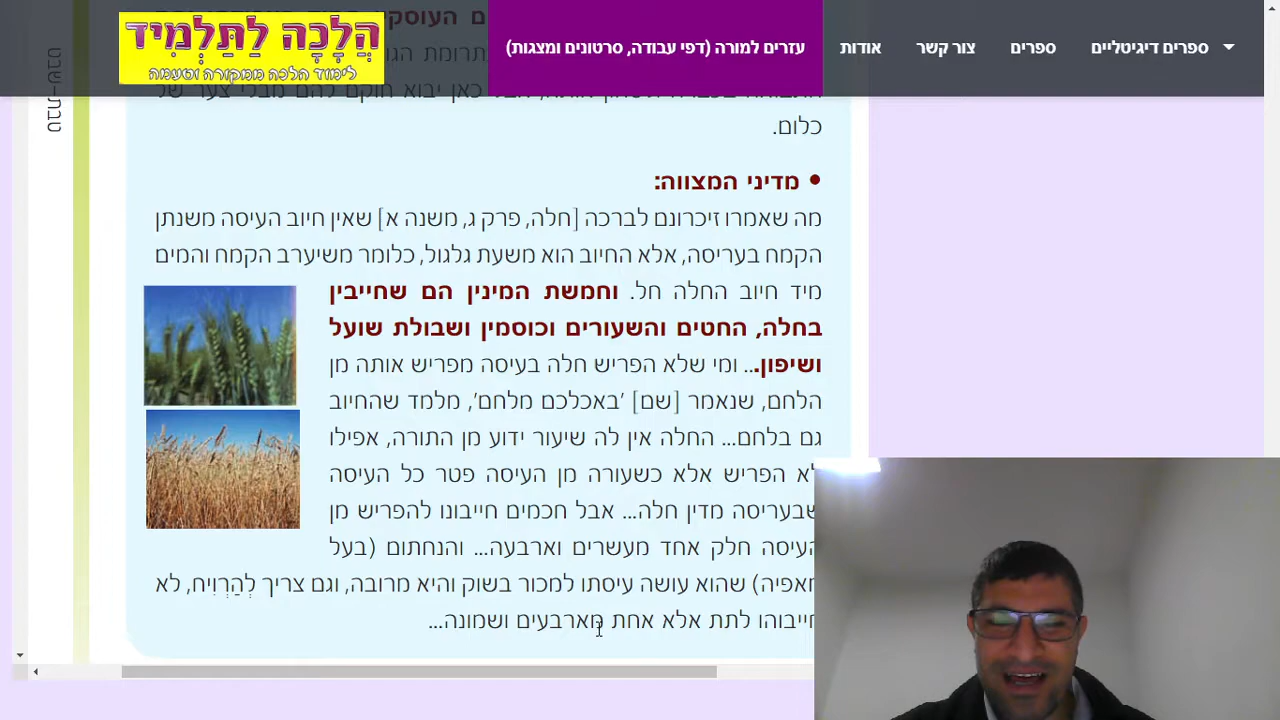 הֲלָכָה לַתַּלְמִיד
לימוד הלכה ממקורה וטעמה
עזרים למורה (דפי עבודה, סרטונים ומצגות)
אודות
צור קשר
ספרים
ספרים דיגיטליים
טבת-שבט
ם העוסק
תרומת הגו
כלום.
• מדיני המצווה:
מה שאמרו זיכרונם לברכה [חלה, פרק ג, משנה א] שאין חיוב העיסה משנתן
הקמח בעריסה, אלא החיוב הוא משעת גלגול, כלומר משיערב הקמח והמים
מיד חיוב החלה חל. וחמשת המינין הם שחייבין
בחלה, החטים והשעורים וכוסמין ושבולת שועל
ושיפון... ומי שלא הפריש חלה בעיסה מפריש אותה מן
הלחם, שנאמר [שם] 'באכלכם מלחם', מלמד שהחיוב
גם בלחם... החלה אין לה שיעור ידוע מן התורה, אפילו
לא הפריש אלא כשעורה מן העיסה פטר כל העיסה
שבעריסה מדין חלה... אבל חכמים חייבונו להפריש מן
העיסה חלק אחד מעשרים וארבעה... והנחתום (בעל
מאפיה) שהוא עושה עיסתו למכור בשוק והיא מרובה, וגם צריך לְהַרְוִיחַ, לא
חייבוהו לתת אלא אחת מארבעים ושמונה...